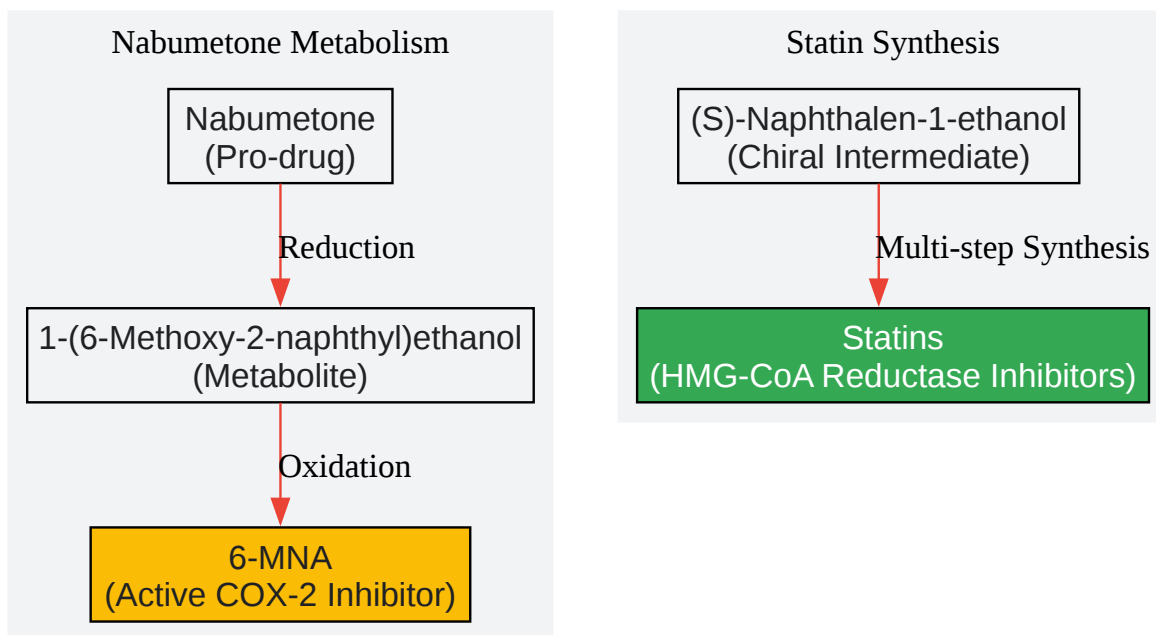 Nabumetone Metabolism
Nabumetone
(Pro-drug)
Reduction
1-(6-Methoxy-2-naphthyl)ethanol
(Metabolite)
Oxidation
6-MNA
(Active COX-2 Inhibitor)
Statin Synthesis
(S)-Naphthalen-1-ethanol
(Chiral Intermediate)
Multi-step Synthesis
Statins
(HMG-CoA Reductase Inhibitors)